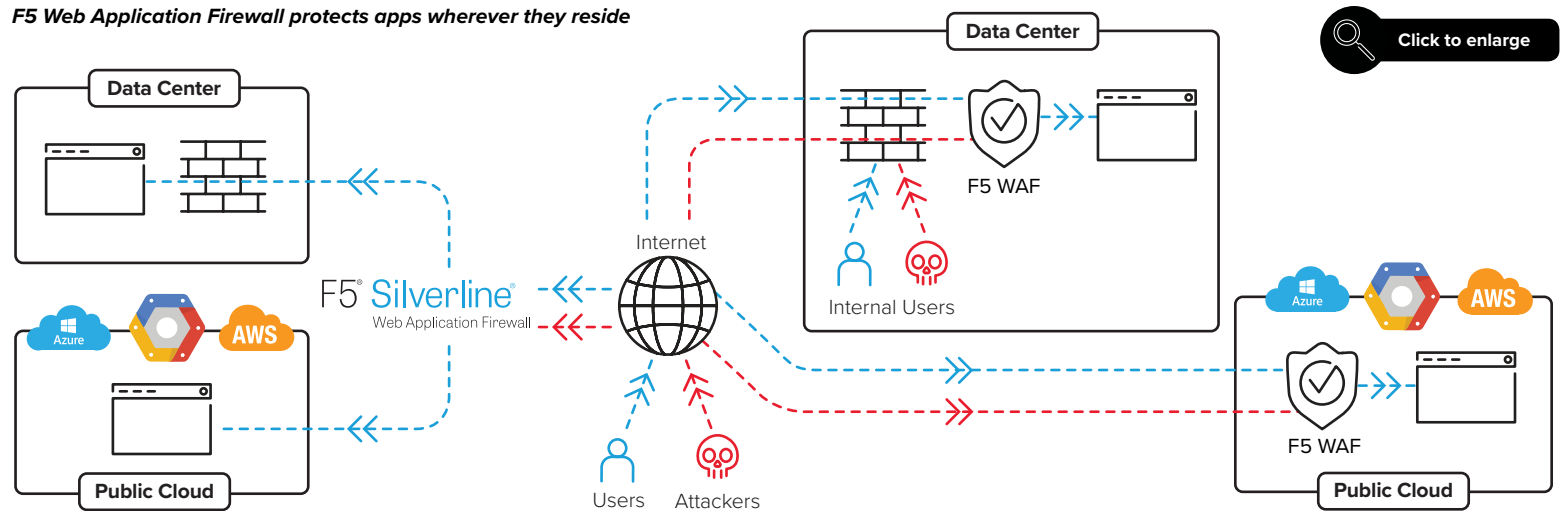 F5 Web Application Firewall protects apps wherever they reside
Click to enlarge
Data Center
Data Center
F5 WAF
Internal Users
Internet
F5® Silverline®
Web Application Firewall
Azure
AWS
Public Cloud
Users
Attackers
Azure
AWS
F5 WAF
Public Cloud